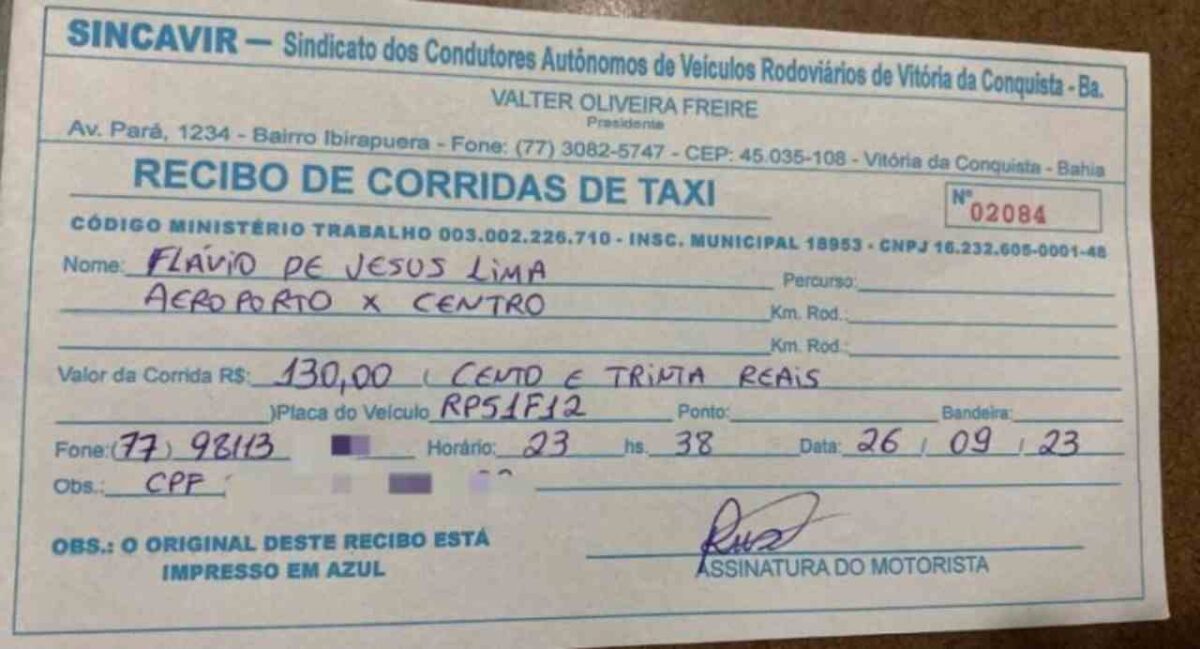 SINCAVIR — Sindicato dos Condutores Autônomos de Veículos Rodoviários de Vitória da Conquista - Ba.
VALTER OLIVEIRA FREIRE
Presidente
Av. Pará, 1234 - Bairro Ibirapuera - Fone: (77) 3082-5747 - CEP: 45.035-108 - Vitória da Conquista - Bahia
RECIBO DE CORRIDAS DE TAXI
Nº 02084
CÓDIGO MINISTÉRIO TRABALHO 003.002.226.710 - INSC. MUNICIPAL 18953 - CNPJ 16.232.605-0001-48
Nome: FLÁVIO DE JESUS LIMA Percurso:
AEROPORTO X CENTRO Km. Rod.:
Km. Rod.:
Valor da Corrida R$: 130,00 ( CENTO E TRINTA REAIS
)Placa do Veículo RPS1F12 Ponto: Bandeira:
Fone: (77) 98113 Horário: 23 hs. 38 Data: 26 / 09 / 23
Obs.: CPF
OBS.: O ORIGINAL DESTE RECIBO ESTÁ
IMPRESSO EM AZUL
ASSINATURA DO MOTORISTA